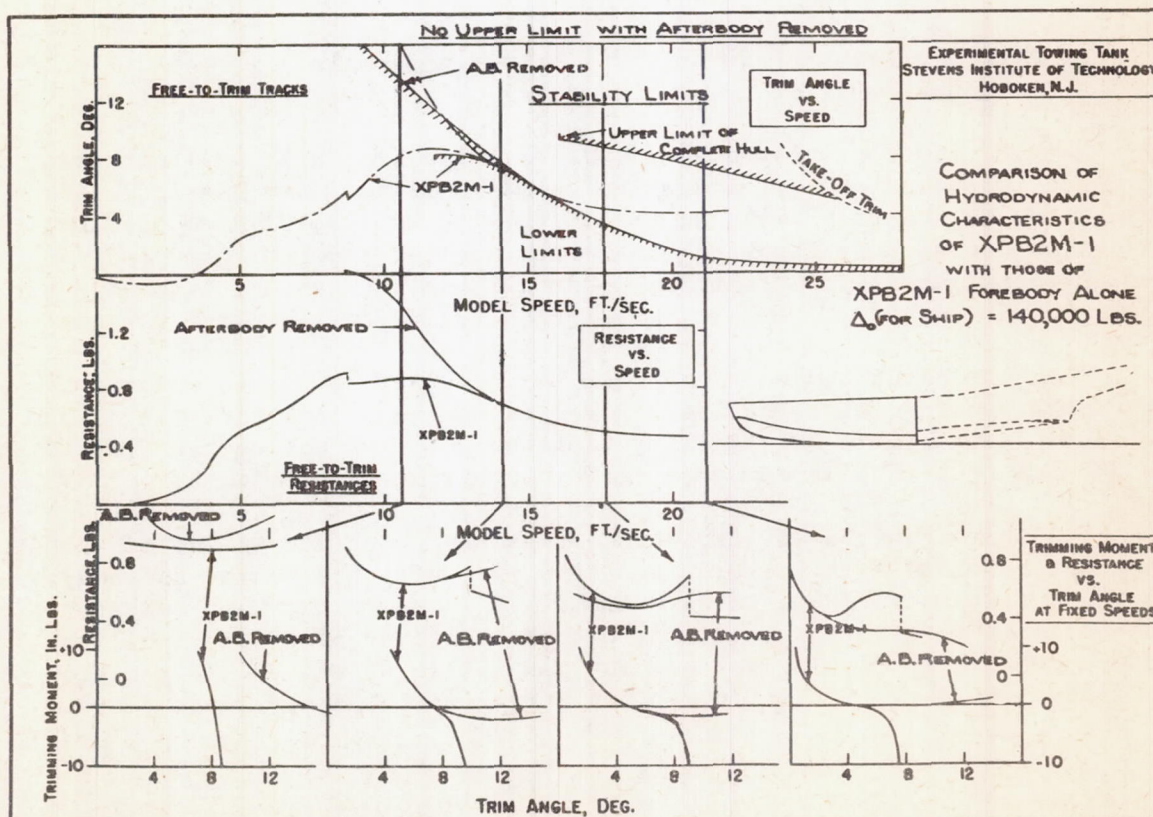 NO UPPER LIMIT WITH AFTERBODY REMOVED
EXPERIMENTAL TOWING TANK
STEVENS INSTITUTE OF TECHNOLOGY
HOBOKEN, N.J.
FREE-TO-TRIM TRACKS
A.B. REMOVED
STABILITY LIMITS
TRIM ANGLE
VS.
SPEED
UPPER LIMIT OF
COMPLETE HULL
TAKE-OFF TRIM
XPB2M-1
LOWER
LIMITS
TRIM ANGLE, DEG.
12
8
4
0
5
10
15
20
25
MODEL SPEED, FT./SEC.
COMPARISON OF
HYDRODYNAMIC
CHARACTERISTICS
OF XPB2M-1
WITH THOSE OF
XPB2M-1 FOREBODY ALONE
Δ₀(FOR SHIP) = 140,000 LBS.
AFTERBODY REMOVED
RESISTANCE
VS.
SPEED
XPB2M-1
FREE-TO-TRIM
RESISTANCES
RESISTANCE, LBS.
1.2
0.8
0.4
0
5
10
15
20
MODEL SPEED, FT./SEC.
A.B. REMOVED
XPB2M-1
A.B. REMOVED
XPB2M-1
A.B. REMOVED
XPB2M-1
A.B. REMOVED
XPB2M-1
A.B. REMOVED
TRIMMING MOMENT
& RESISTANCE
VS.
TRIM ANGLE
AT FIXED SPEEDS
RESISTANCE, LBS.
0.8
0.4
+10
0
0
-10
TRIMMING MOMENT, IN. LBS.
0.8
0.4
+10
0
0
-10
4
8
12
4
8
12
4
8
12
4
8
12
TRIM ANGLE, DEG.